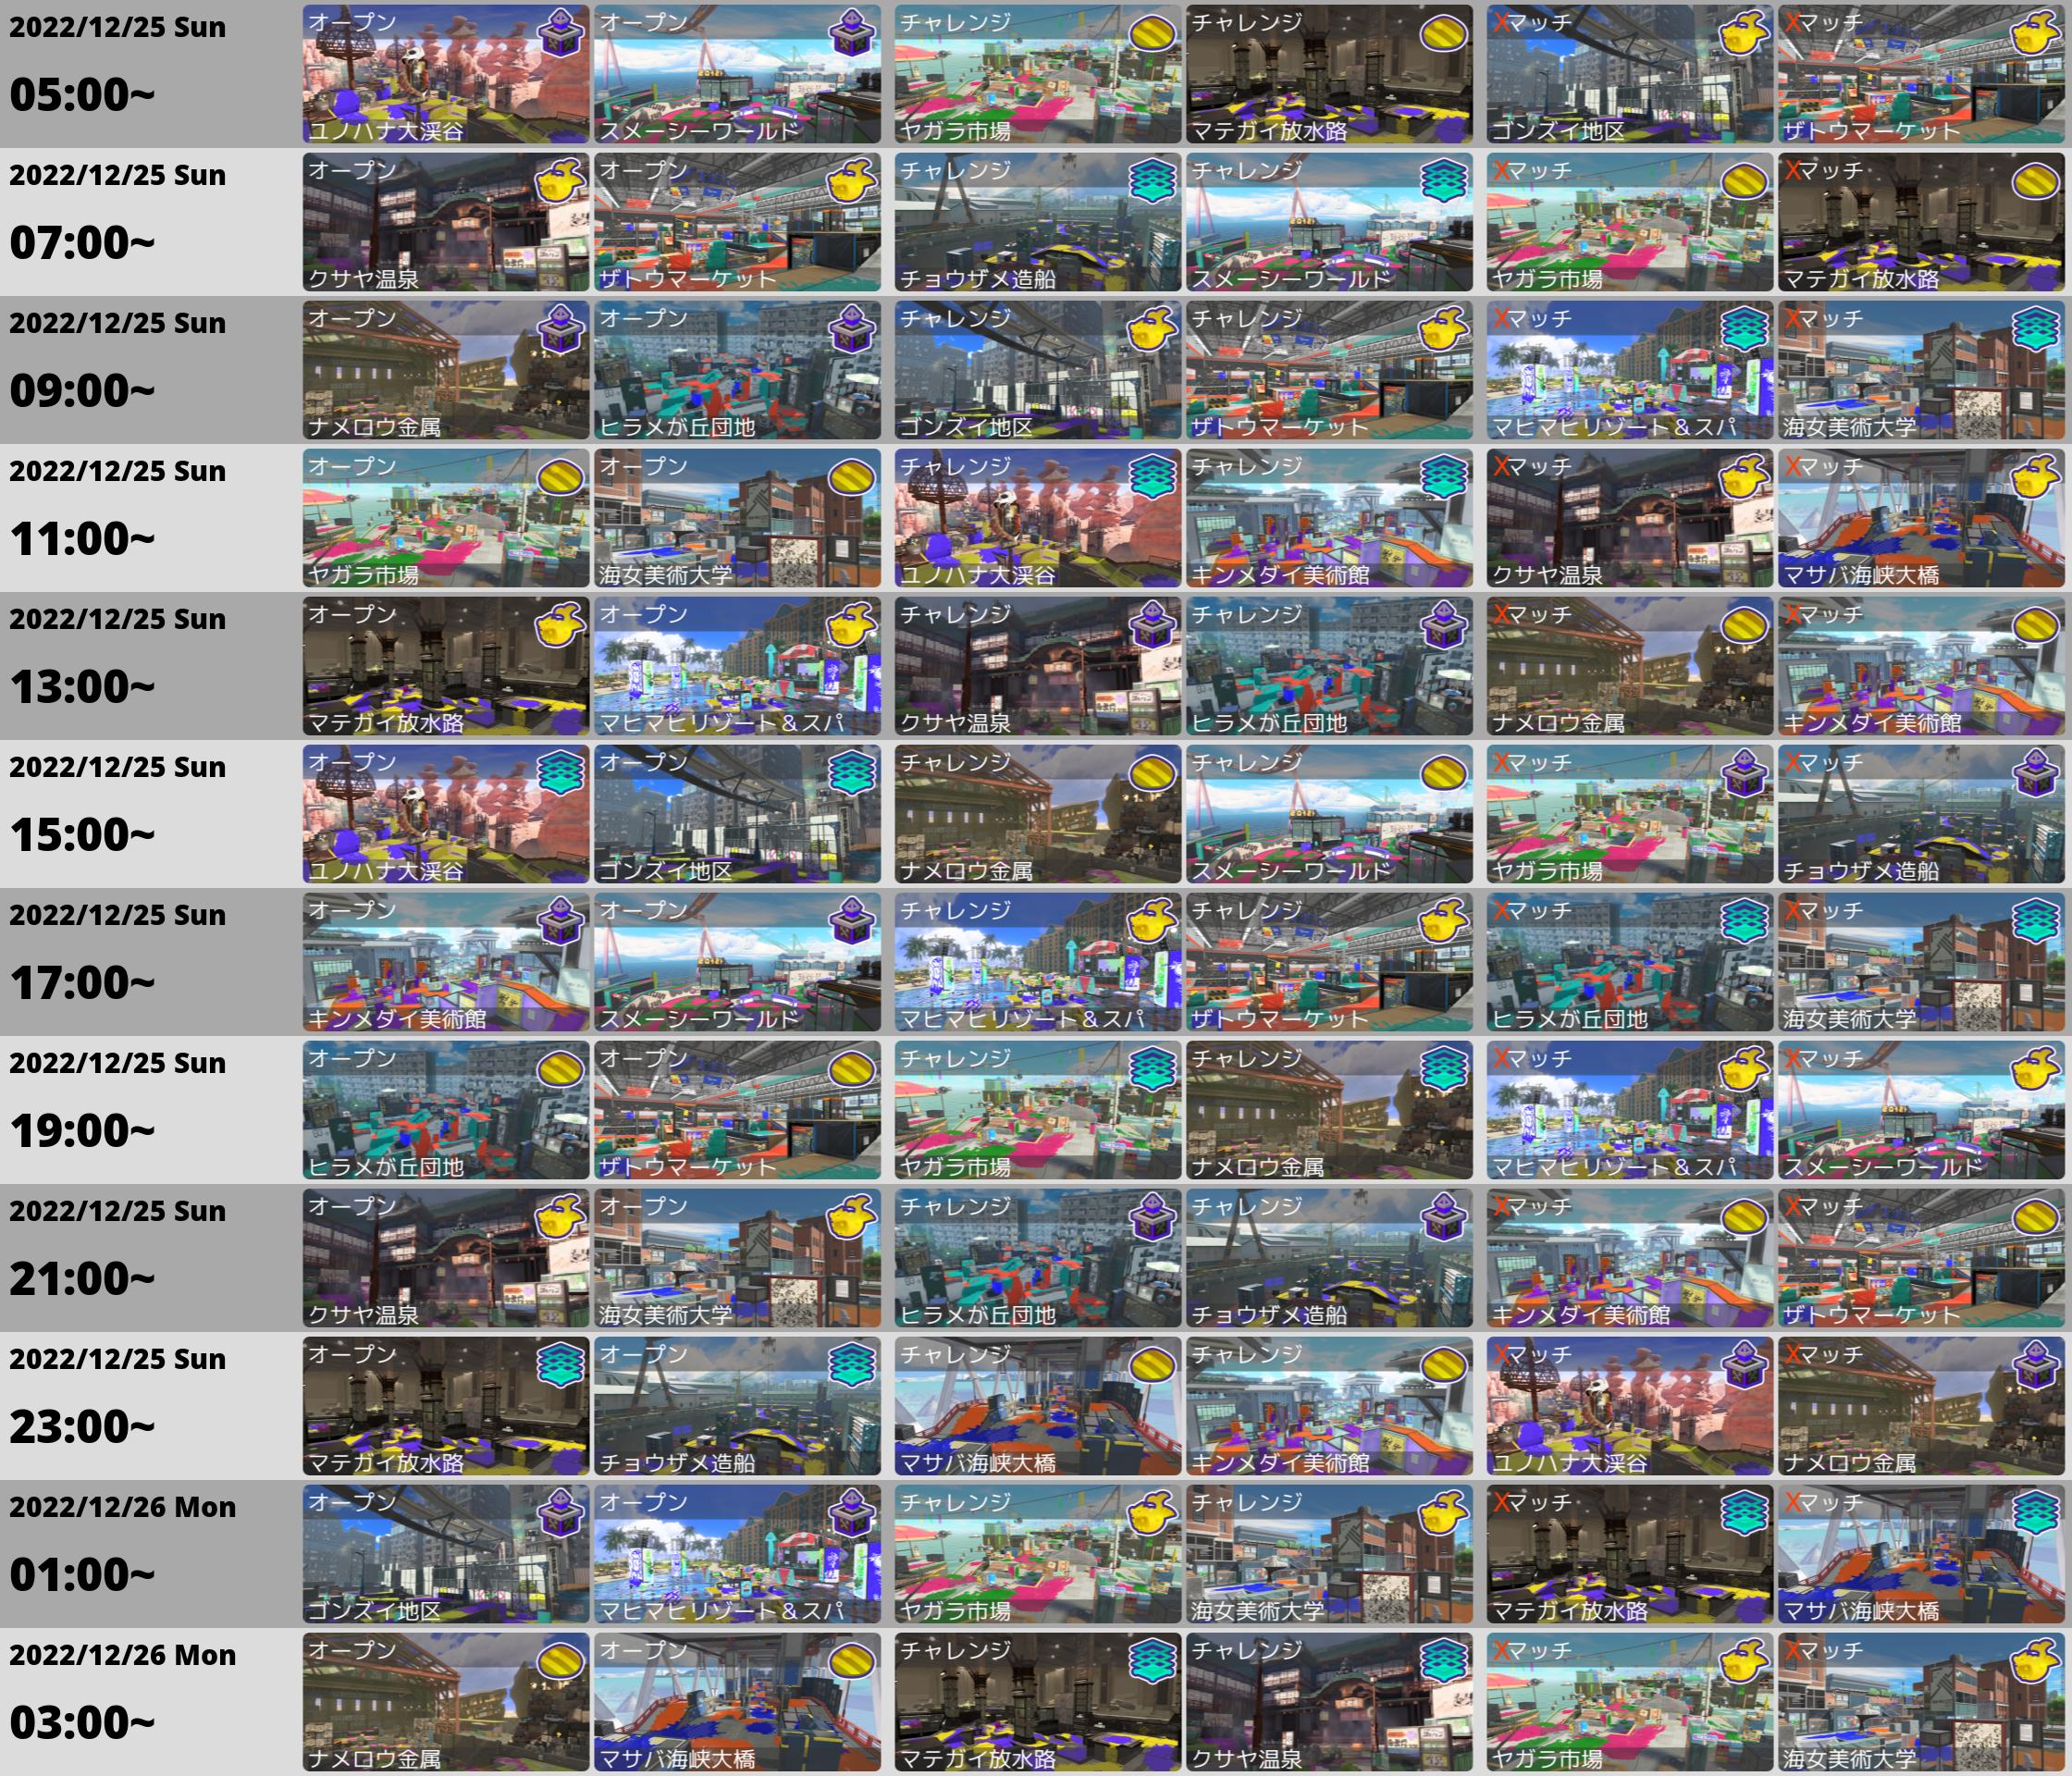 2022/12/25 Sun
05:00~
オープン オープン チャレンジ チャレンジ Xマッチ Xマッチ
ユノハナ大渓谷 スメーシーワールド ヤガラ市場 マテガイ放水路 ゴンズイ地区 ザトウマーケット
2022/12/25 Sun
07:00~
オープン オープン チャレンジ チャレンジ Xマッチ Xマッチ
クサヤ温泉 ザトウマーケット チョウザメ造船 スメーシーワールド ヤガラ市場 マテガイ放水路
2022/12/25 Sun
09:00~
オープン オープン チャレンジ チャレンジ Xマッチ Xマッチ
ナメロウ金属 ヒラメが丘団地 ゴンズイ地区 ザトウマーケット マヒマヒリゾート＆スパ 海女美術大学
2022/12/25 Sun
11:00~
オープン オープン チャレンジ チャレンジ Xマッチ Xマッチ
ヤガラ市場 海女美術大学 ユノハナ大渓谷 キンメダイ美術館 クサヤ温泉 マサバ海峡大橋
2022/12/25 Sun
13:00~
オープン オープン チャレンジ チャレンジ Xマッチ Xマッチ
マテガイ放水路 マヒマヒリゾート＆スパ クサヤ温泉 ヒラメが丘団地 ナメロウ金属 キンメダイ美術館
2022/12/25 Sun
15:00~
オープン オープン チャレンジ チャレンジ Xマッチ Xマッチ
ユノハナ大渓谷 ゴンズイ地区 ナメロウ金属 スメーシーワールド ヤガラ市場 チョウザメ造船
2022/12/25 Sun
17:00~
オープン オープン チャレンジ チャレンジ Xマッチ Xマッチ
キンメダイ美術館 スメーシーワールド マヒマヒリゾート＆スパ ザトウマーケット ヒラメが丘団地 海女美術大学
2022/12/25 Sun
19:00~
オープン オープン チャレンジ チャレンジ Xマッチ Xマッチ
ヒラメが丘団地 ザトウマーケット ヤガラ市場 ナメロウ金属 マヒマヒリゾート＆スパ スメーシーワールド
2022/12/25 Sun
21:00~
オープン オープン チャレンジ チャレンジ Xマッチ Xマッチ
クサヤ温泉 海女美術大学 ヒラメが丘団地 チョウザメ造船 キンメダイ美術館 ザトウマーケット
2022/12/25 Sun
23:00~
オープン オープン チャレンジ チャレンジ Xマッチ Xマッチ
マテガイ放水路 チョウザメ造船 マサバ海峡大橋 キンメダイ美術館 ユノハナ大渓谷 ナメロウ金属
2022/12/26 Mon
01:00~
オープン オープン チャレンジ チャレンジ Xマッチ Xマッチ
ゴンズイ地区 マヒマヒリゾート＆スパ ヤガラ市場 海女美術大学 マテガイ放水路 マサバ海峡大橋
2022/12/26 Mon
03:00~
オープン オープン チャレンジ チャレンジ Xマッチ Xマッチ
ナメロウ金属 マサバ海峡大橋 マテガイ放水路 クサヤ温泉 ヤガラ市場 海女美術大学